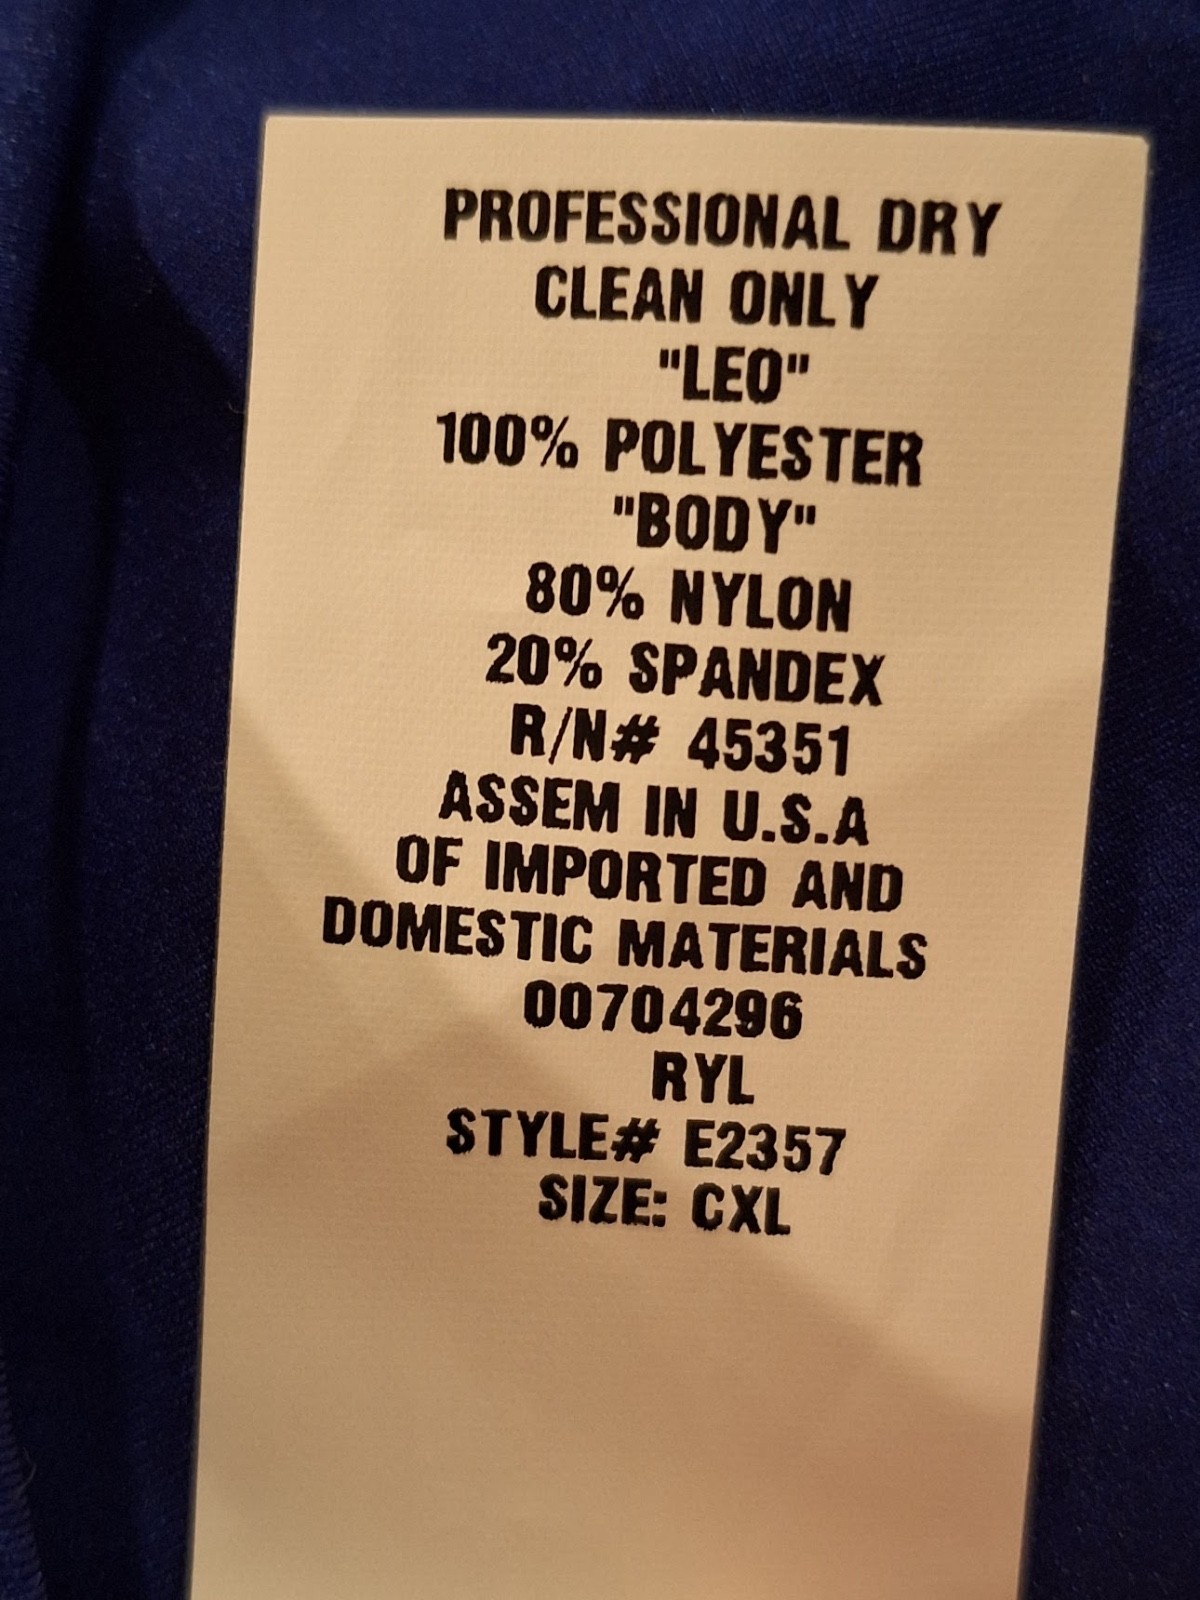 PROFESSIONAL DRY
CLEAN ONLY
"LEO"
100% POLYESTER
"BODY"
80% NYLON
20% SPANDEX
R/N# 45351
ASSEM IN U.S.A
OF IMPORTED AND
DOMESTIC MATERIALS
00704296
RYL
STYLE# E2357
SIZE: CXL